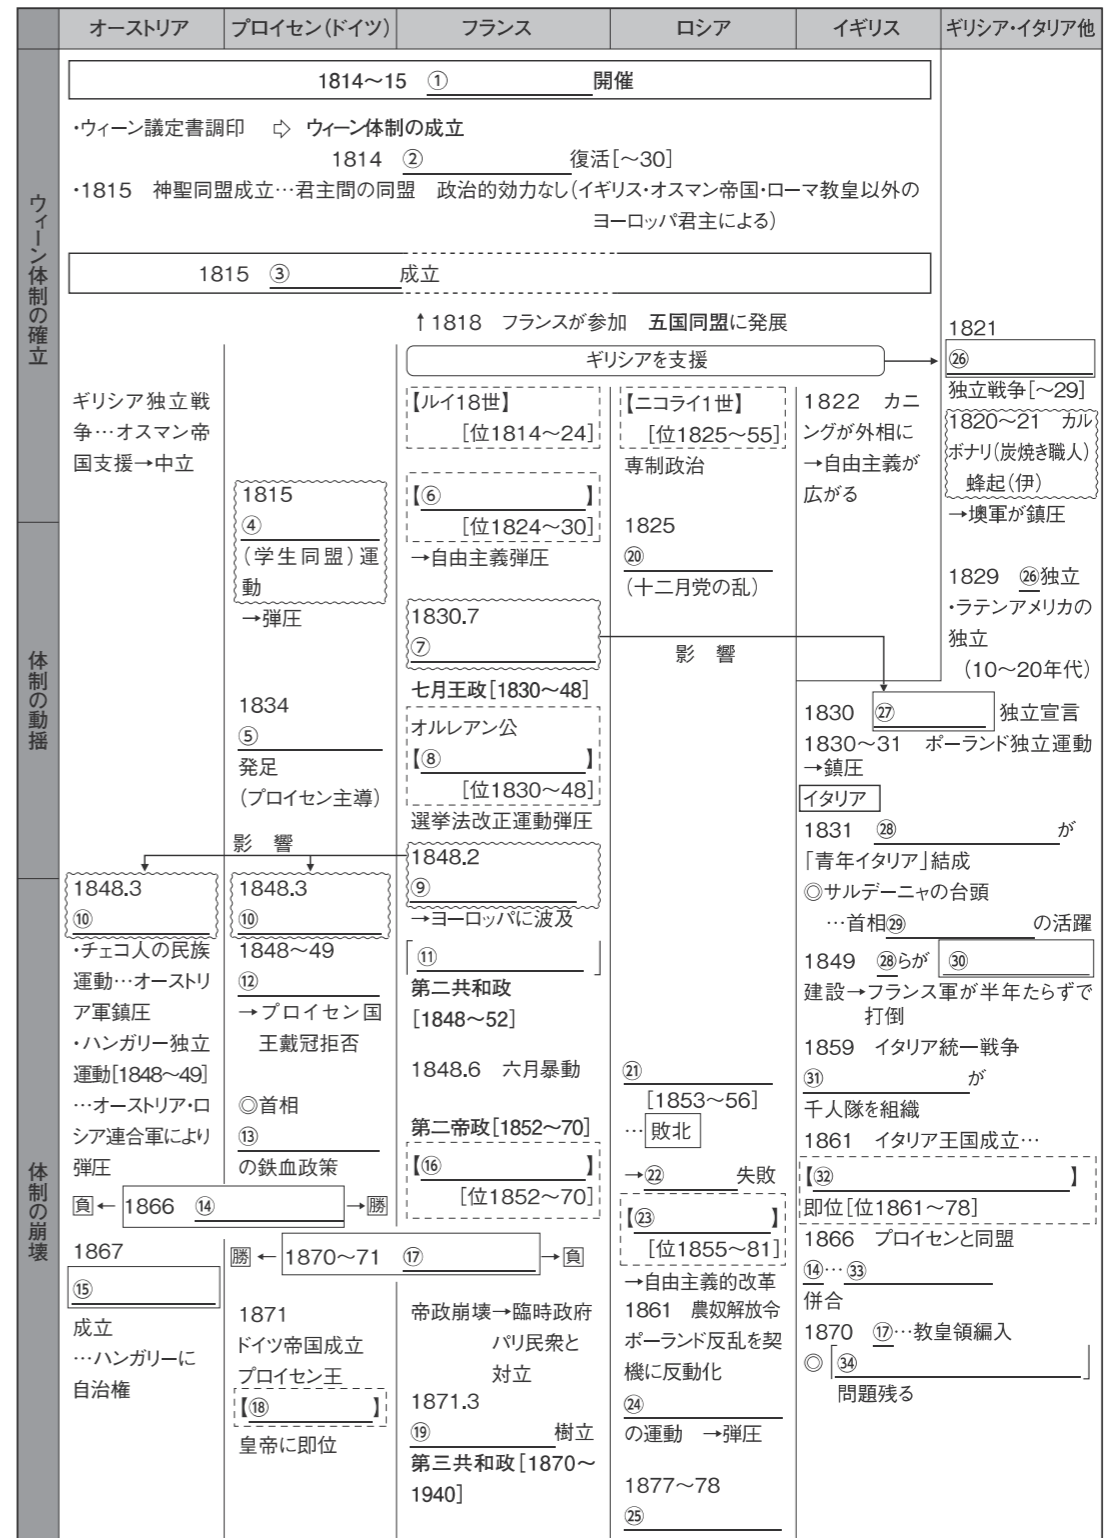 オーストリア
プロイセン(ドイツ)
フランス
ロシア
イギリス
ギリシア・イタリア他
ウィーン体制の確立
体制の動揺
体制の崩壊
1814~15 ① 開催
・ウィーン議定書調印 ⇨ ウィーン体制の成立
1814 ② 復活[~30]
・1815 神聖同盟成立…君主間の同盟 政治的効力なし(イギリス・オスマン帝国・ローマ教皇以外の
ヨーロッパ君主による)
1815 ③ 成立
↑1818 フランスが参加 五国同盟に発展
ギリシアを支援
ギリシア独立戦
争…オスマン帝
国支援→中立
1848.3
⑩
・チェコ人の民族
運動…オーストリ
ア軍鎮圧
・ハンガリー独立
運動[1848~49]
…オーストリア・ロ
シア連合軍により
弾圧
負←1866 ⑭ →勝
1867
⑮
成立
…ハンガリーに
自治権
1815
④
(学生同盟)運
動
→弾圧
1834
⑤
発足
(プロイセン主導)
影 響
1848.3
⑩
1848~49
⑫
→プロイセン国
王戴冠拒否
◎首相
⑬
の鉄血政策
勝←1870~71 ⑰ →負
1871
ドイツ帝国成立
プロイセン王
【⑱ 】
皇帝に即位
【ルイ18世】
[位1814~24]
【⑥ 】
[位1824~30]
→自由主義弾圧
1830.7
⑦
七月王政[1830~48]
オルレアン公
【⑧ 】
[位1830~48]
選挙法改正運動弾圧
1848.2
⑨
→ヨーロッパに波及
「⑪ 」
第二共和政
[1848~52]
1848.6 六月暴動
第二帝政[1852~70]
【⑯ 】
[位1852~70]
帝政崩壊→臨時政府
パリ民衆と
対立
1871.3
⑲ 樹立
第三共和政[1870~
1940]
【ニコライ1世】
[位1825~55]
専制政治
1825
⑳
(十二月党の乱)
影 響
㉑
[1853~56]
…敗北
→㉒ 失敗
【㉓ 】
[位1855~81]
→自由主義的改革
1861 農奴解放令
ポーランド反乱を契
機に反動化
㉔
の運動 →弾圧
1877~78
㉕
1822 カニ
ングが外相に
→自由主義が
広がる
1821
㉖
独立戦争[~29]
1820~21 カル
ボナリ(炭焼き職人)
蜂起(伊)
→墺軍が鎮圧
1829 ㉖独立
・ラテンアメリカの
独立
(10~20年代)
1830 ㉗ 独立宣言
1830~31 ポーランド独立運動
→鎮圧
イタリア
1831 ㉘ が
「青年イタリア」結成
◎サルデーニャの台頭
…首相㉙ の活躍
1849 ㉘らが ㉚
建設→フランス軍が半年たらずで
打倒
1859 イタリア統一戦争
㉛ が
千人隊を組織
1861 イタリア王国成立…
【㉜ 】
即位[位1861~78]
1866 プロイセンと同盟
⑭…㉝
併合
1870 ⑰…教皇領編入
◎「㉞ 」
問題残る